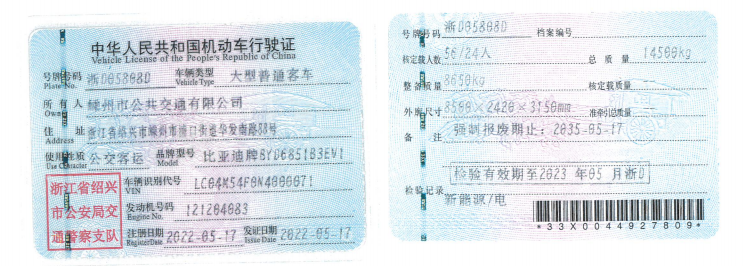 中华人民共和国机动车行驶证
Vehicle License of the People's Republic of China
号牌号码 浙D05808D 车辆类型 大型普通客车
Plate No. Vehicle Type
所有人 嵊州市公共交通有限公司
Owner
住址 浙江省绍兴市嵊州市浦口街道华发南路58号
Address
使用性质 公交客运 品牌型号 比亚迪牌BYD6851B3EV1
Use Character Model
浙江省绍兴
市公安局交
通警察支队
车辆识别代号 LC04M54F0N4000071
VIN
发动机号码 121204083
Engine No.
注册日期 2022-05-17 发证日期 2022-05-17
Register Date Issue Date
号牌号码 浙D05808D 档案编号
核定载人数 56/24人 总质量 14500kg
整备质量 8650kg 核定载质量
外廓尺寸 8500×2420×3150mm 准牵引总质量
备注 强制报废期止：2035-05-17
检验有效期至2023 年05 月浙D
检验记录
新能源/电
*33X0044927809*